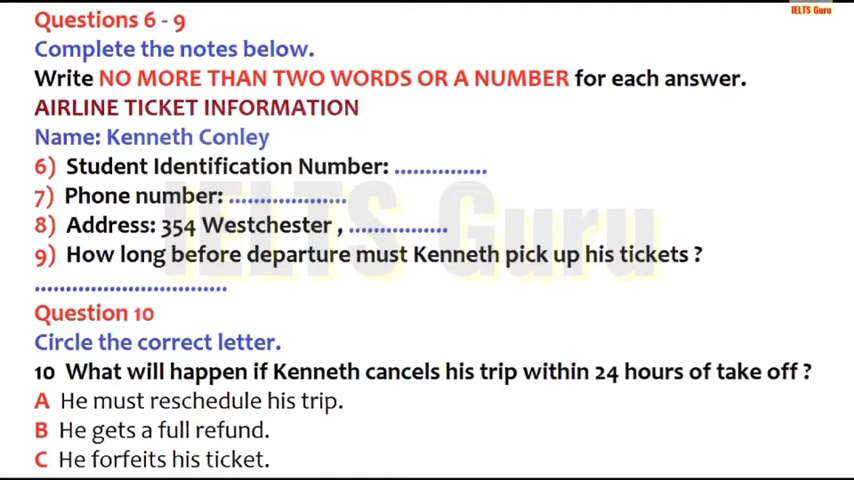 IELTS Guru
Questions 6 - 9
Complete the notes below.
Write NO MORE THAN TWO WORDS OR A NUMBER for each answer.
AIRLINE TICKET INFORMATION
Name: Kenneth Conley
6) Student Identification Number: ...............
7) Phone number: ...................
8) Address: 354 Westchester , ................
9) How long before departure must Kenneth pick up his tickets ?
...............................
Question 10
Circle the correct letter.
10 What will happen if Kenneth cancels his trip within 24 hours of take off ?
A He must reschedule his trip.
B He gets a full refund.
C He forfeits his ticket.
IELTS Guru